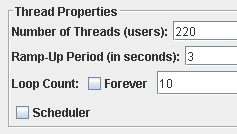 Thread Properties
Number of Threads (users): 220
Ramp-Up Period (in seconds): 3
Loop Count: Forever 10
Scheduler